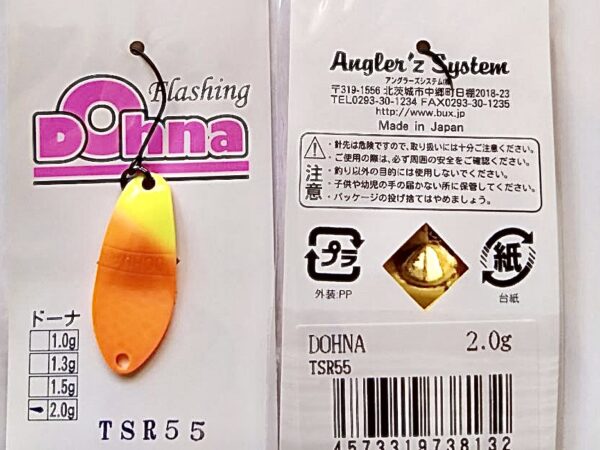 Flashing
Dohna
ドーナ
1.0g
1.3g
1.5g
2.0g
TSR55
Angler'z System
アングラーズシステム㈱
〒319-1556 北茨城市中郷町日棚2018-23
TEL0293-30-1234 FAX0293-30-1235
http://www.bux.jp/
Made in Japan
注意
・針先は危険ですので、取り扱いには十分ご注意ください。
・ご使用の際は、必ず周囲の安全をご確認ください。
・釣り以外の目的には使用しないでください。
・子供や幼児の手の届かない所に保管してください。
・パッケージの投げ捨てはやめましょう。
プラ
外装:PP
紙
台紙
DOHNA 2.0g
TSR55
4573319738132